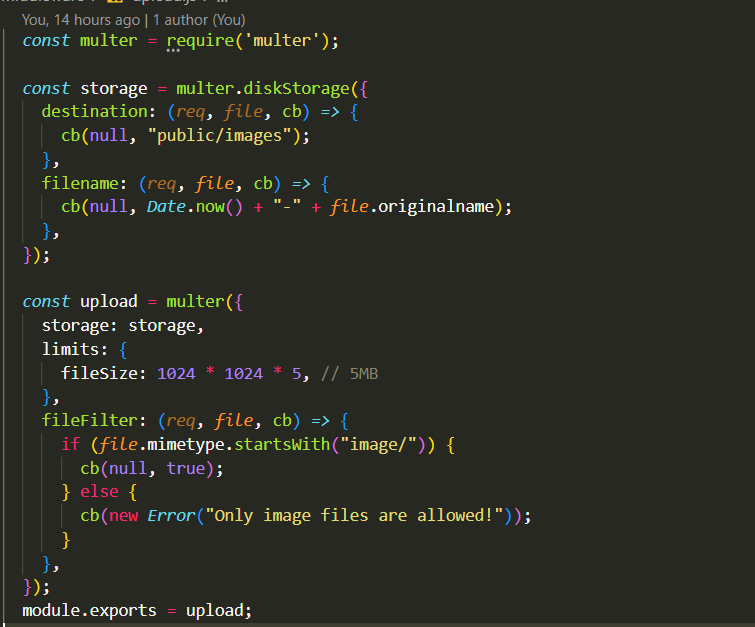 You, 14 hours ago | 1 author (You)
const multer = require('multer');
const storage = multer.diskStorage({
destination: (req, file, cb) => {
cb(null, "public/images");
},
filename: (req, file, cb) => {
cb(null, Date.now() + "-" + file.originalname);
},
});
const upload = multer({
storage: storage,
limits: {
fileSize: 1024 * 1024 * 5, // 5MB
},
fileFilter: (req, file, cb) => {
if (file.mimetype.startsWith("image/")) {
cb(null, true);
} else {
cb(new Error("Only image files are allowed!"));
}
},
});
module.exports = upload;